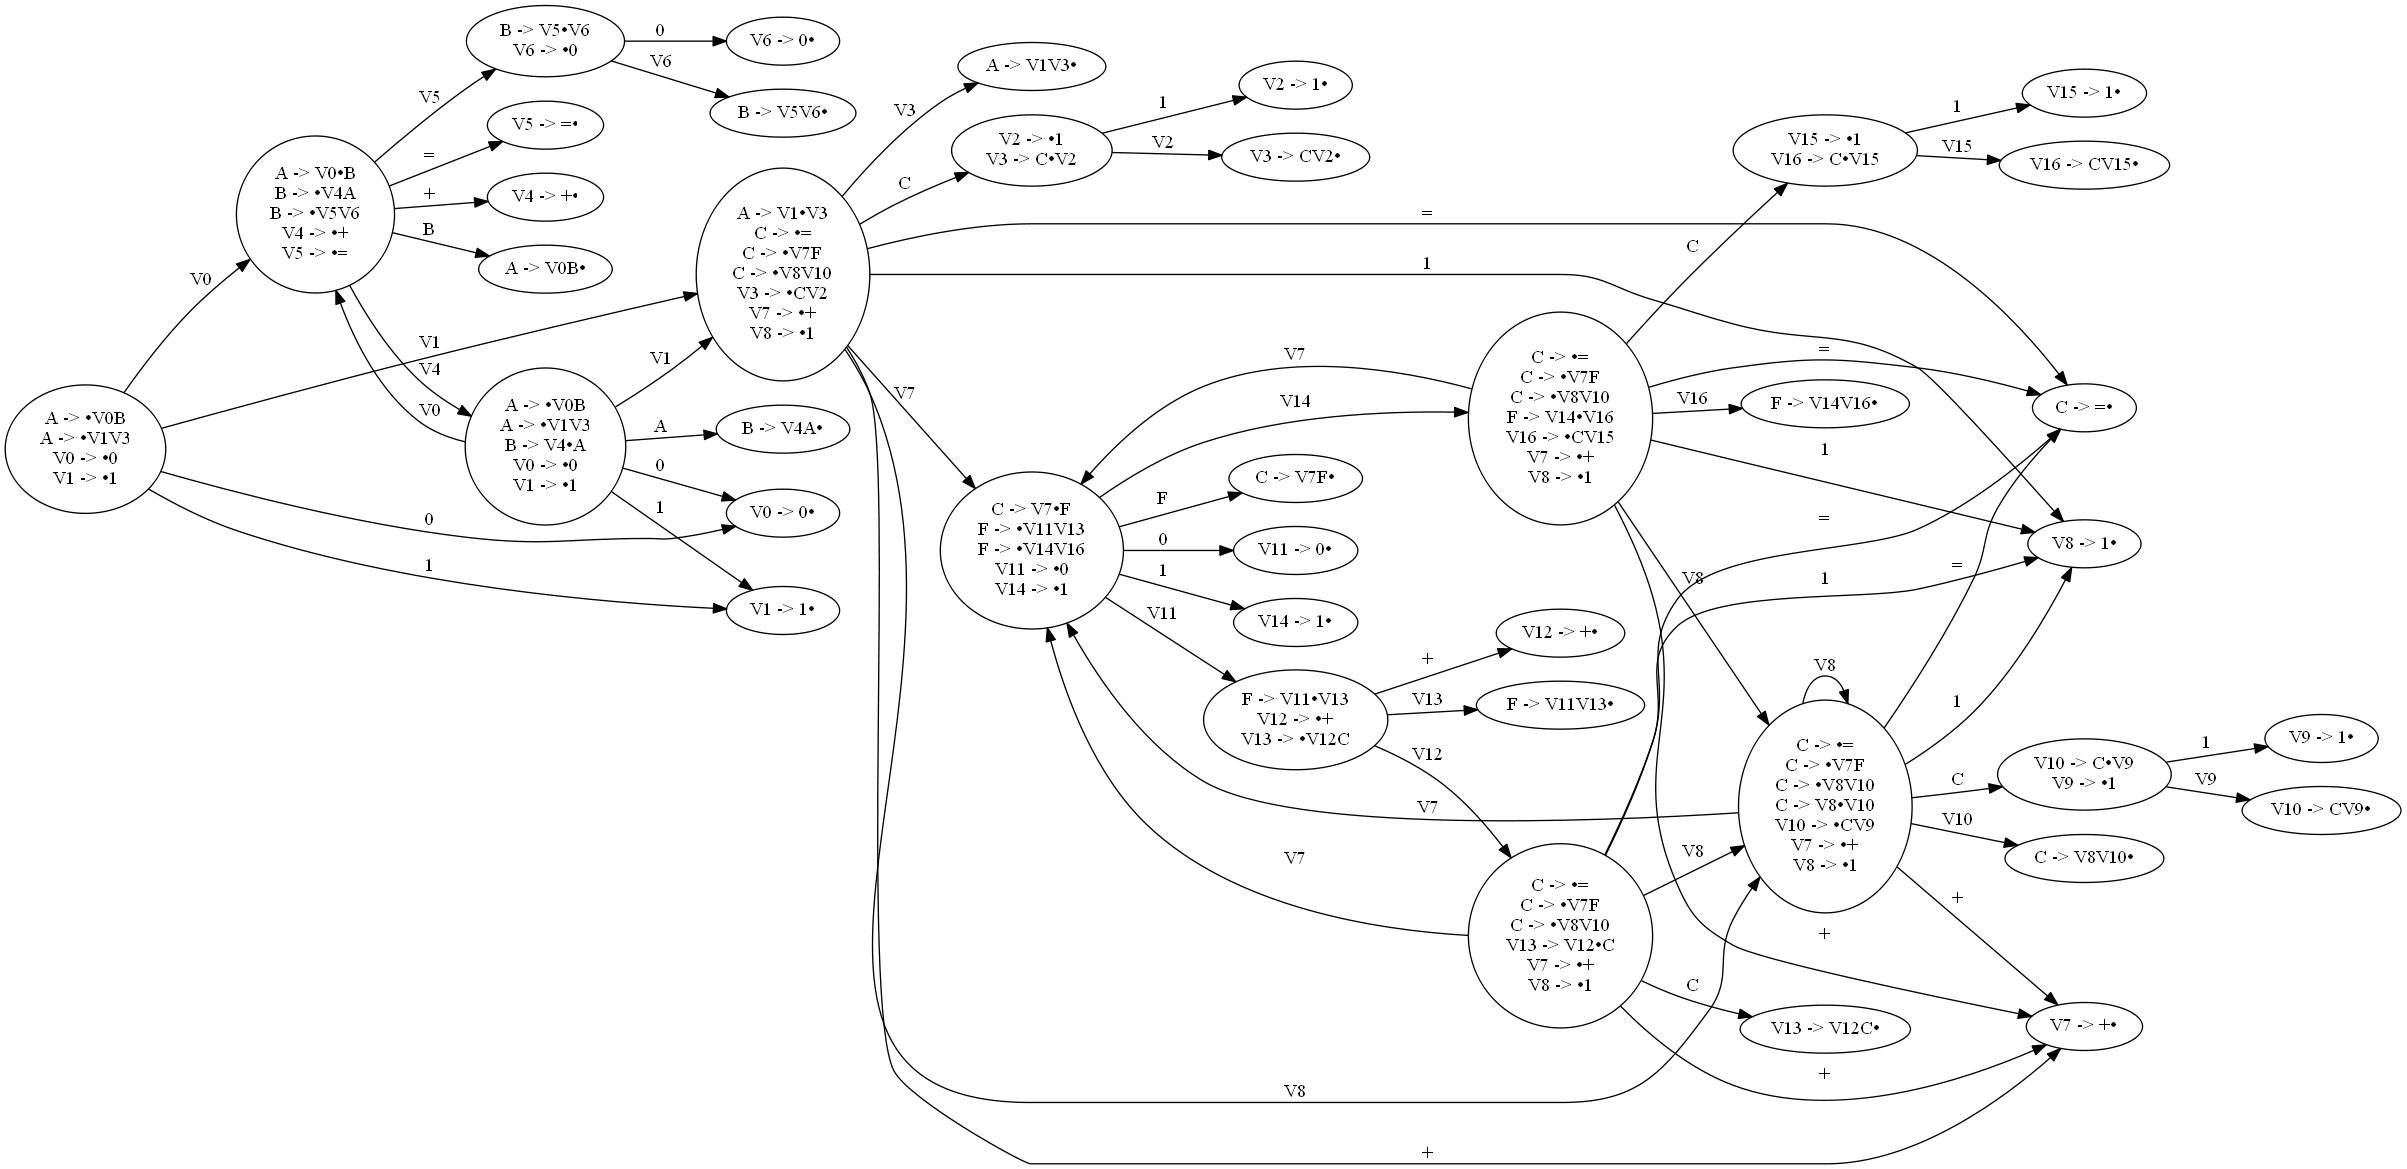 B -> V5•V6
V6 -> •0
0
V6 -> 0•
V6
B -> V5V6•
V5
V5 -> =•
=
A -> V0•B
B -> •V4A
B -> •V5V6
V4 -> •+
V5 -> •=
+
V4 -> +•
B
A -> V0B•
V0
V1
V4
V0
A -> •V0B
A -> •V1V3
V0 -> •0
V1 -> •1
0
1
A -> •V0B
A -> •V1V3
B -> V4•A
V0 -> •0
V1 -> •1
V1
A
B -> V4A•
0
V0 -> 0•
1
V1 -> 1•
A -> V1•V3
C -> •=
C -> •V7F
C -> •V8V10
V3 -> •CV2
V7 -> •+
V8 -> •1
V3
A -> V1V3•
C
V2 -> •1
V3 -> C•V2
1
V2 -> 1•
V2
V3 -> CV2•
=
1
V7
V8
+
C -> V7•F
F -> •V11V13
F -> •V14V16
V11 -> •0
V14 -> •1
V7
V14
F
C -> V7F•
0
V11 -> 0•
1
V14 -> 1•
V11
F -> V11•V13
V12 -> •+
V13 -> •V12C
+
V12 -> +•
V13
F -> V11V13•
V12
V7
V7
C -> •=
C -> •V7F
C -> •V8V10
F -> V14•V16
V16 -> •CV15
V7 -> •+
V8 -> •1
C
V15 -> •1
V16 -> C•V15
1
V15 -> 1•
V15
V16 -> CV15•
=
V16
F -> V14V16•
1
V8
+
C -> =•
V8 -> 1•
=
1
=
1
V8
C -> •=
C -> •V7F
C -> •V8V10
C -> V8•V10
V10 -> •CV9
V7 -> •+
V8 -> •1
C
V10 -> C•V9
V9 -> •1
1
V9 -> 1•
V9
V10 -> CV9•
V10
C -> V8V10•
+
C -> •=
C -> •V7F
C -> •V8V10
V13 -> V12•C
V7 -> •+
V8 -> •1
V8
C
V13 -> V12C•
+
V7 -> +•